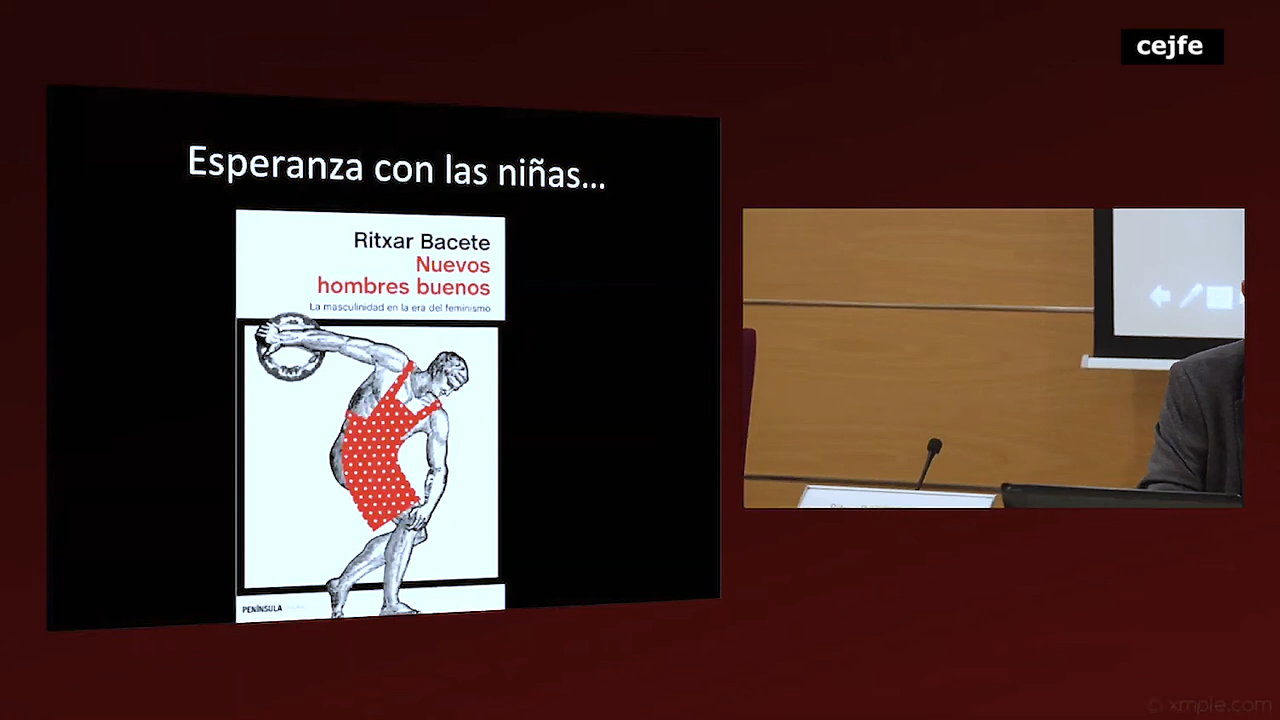 cejfe
Esperanza con las niñas...
Ritxar Bacete
Nuevos
hombres buenos
La masculinidad en la era del feminismo
PENÍNSULA
© xmple.com